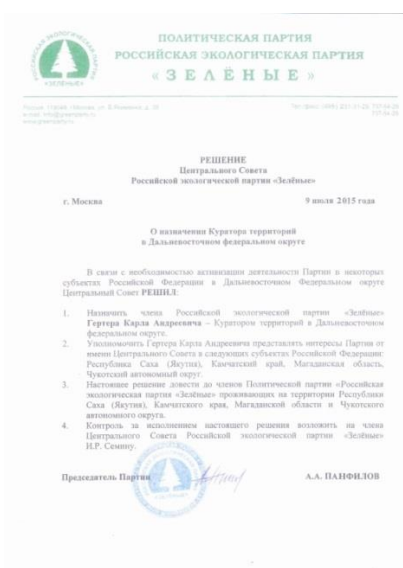 ПОЛИТИЧЕСКАЯ ПАРТИЯ
РОССИЙСКАЯ ЭКОЛОГИЧЕСКАЯ ПАРТИЯ
«ЗЕЛЁНЫЕ»
«ЗЕЛЁНЫЕ»
РЕШЕНИЕ
Центрального Совета
Российской экологической партии «Зелёные»
г. Москва
9 июля 2015 года
О назначении Куратора территорий
в Дальневосточном федеральном округе
В связи с необходимостью активизации деятельности Партии в некоторых
субъектах Российской Федерации в Дальневосточном Федеральном округе
Центральный Совет РЕШИЛ:
1. Назначить члена Российской экологической партии «Зелёные»
Гертера Карла Андреевича – Куратором территорий в Дальневосточном
федеральном округе.
2. Уполномочить Гертера Карла Андреевича представлять интересы Партии от
имени Центрального Совета в следующих субъектах Российской Федерации:
Республика Саха (Якутия), Камчатский край, Магаданская область,
Чукотский автономный округ.
3. Настоящее решение довести до членов Политической партии «Российская
экологическая партия «Зелёные» проживающих на территории Республики
Саха (Якутия), Камчатского края, Магаданской области и Чукотского
автономного округа.
4. Контроль за исполнением настоящего решения возложить на члена
Центрального Совета Российской экологической партии «Зелёные»
И.Р. Семину.
Председатель Партии
А.А. ПАНФИЛОВ